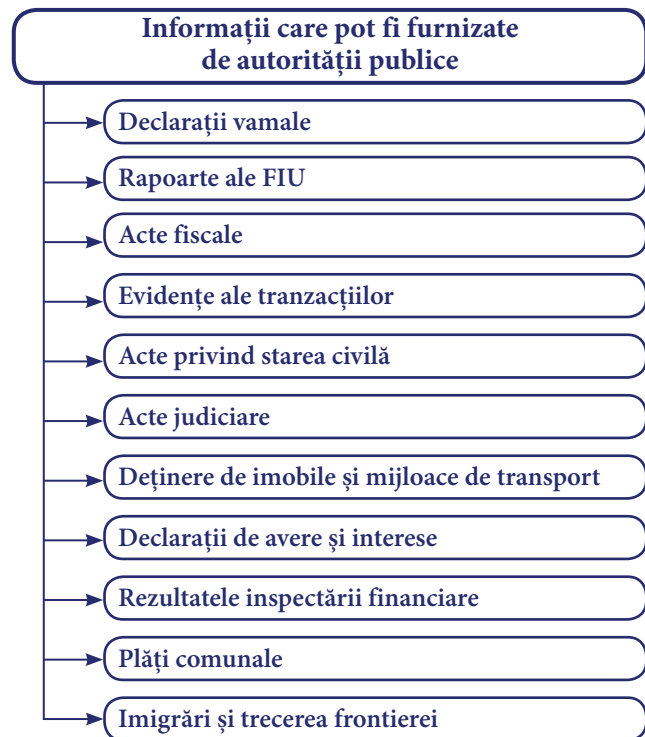 Informații care pot fi furnizate
de autorității publice
Declarații vamale
Rapoarte ale FIU
Acte fiscale
Evidențe ale tranzacțiilor
Acte privind starea civilă
Acte judiciare
Deținere de imobile și mijloace de transport
Declarații de avere și interese
Rezultatele inspectării financiare
Plăți comunale
Imigrări și trecerea frontierei